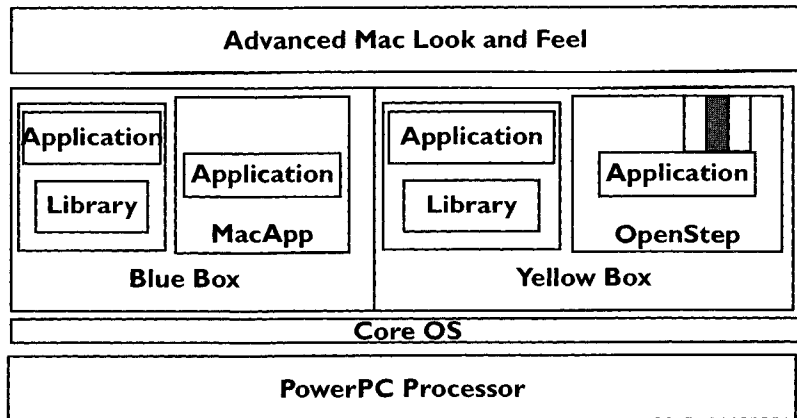 Advanced Mac Look and Feel
Application
Library
Application
MacApp
Blue Box
Application
Library
Application
OpenStep
Yellow Box
Core OS
PowerPC Processor